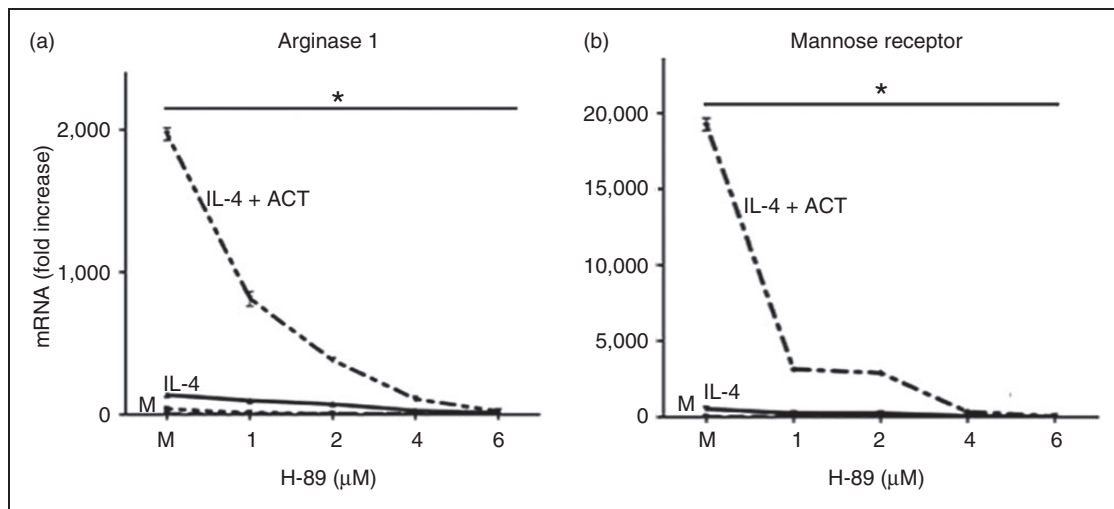 (a) Arginase 1
*
2,000
1,000
0
mRNA (fold increase)
IL-4 + ACT
IL-4
M
M 1 2 4 6
H-89 (μM)
(b) Mannose receptor
*
20,000
15,000
10,000
5,000
0
IL-4 + ACT
IL-4
M
M 1 2 4 6
H-89 (μM)